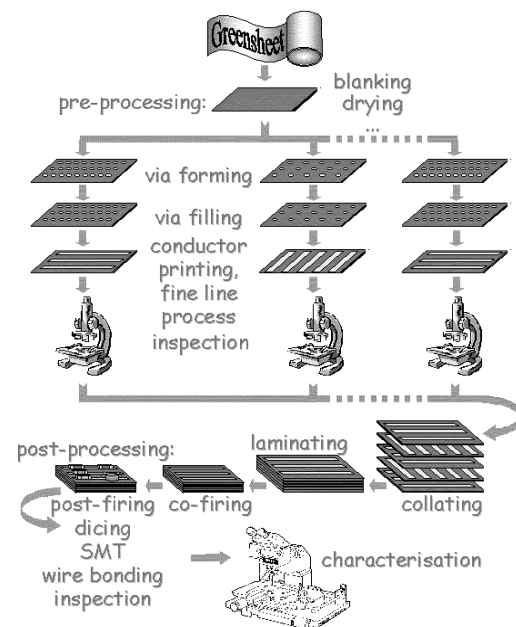 Greensheet
pre-processing:
blanking
drying
...
via forming
via filling
conductor
printing,
fine line
process
inspection
post-processing:
laminating
post-firing
co-firing
collating
dicing
SMT
wire bonding
inspection
characterisation